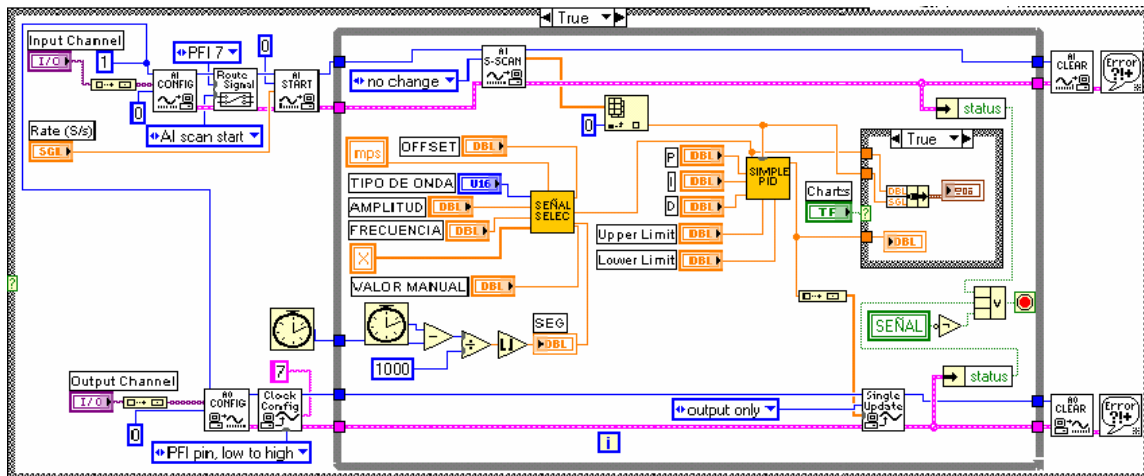 True
Input Channel
I/O
1
0
AI
CONFIG
PFI 7
Route
Signal
AI scan start
0
AI
START
Rate (S/s)
SGL
no change
AI
S-SCAN
0
AI
CLEAR
Error
?!+
status
mps
OFFSET
DBL
TIPO DE ONDA
U16
AMPLITUD
DBL
FRECUENCIA
DBL
X
VALOR MANUAL
DBL
SEÑAL
SELEC
P
DBL
I
DBL
D
DBL
Upper Limit
DBL
Lower Limit
DBL
SIMPLE
PID
Charts
TF
True
DBL
SGL
DBL
?
?
SEG
DBL
1000
SEÑAL
V
status
Output Channel
I/O
0
AO
CONFIG
7
Clock
Config
PFI pin, low to high
output only
Single
Update
i
AO
CLEAR
Error
?!+